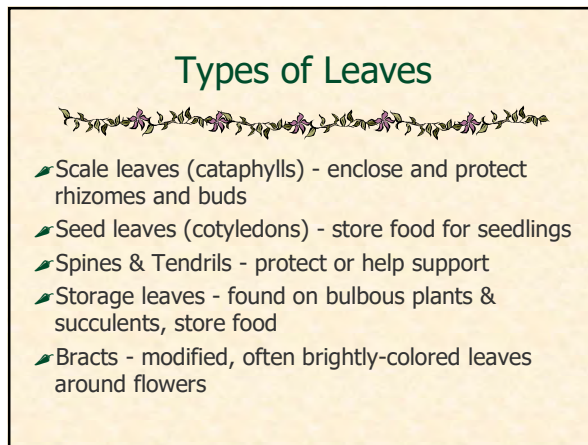 Types of Leaves
Scale leaves (cataphylls) - enclose and protect
rhizomes and buds
Seed leaves (cotyledons) - store food for seedlings
Spines & Tendrils - protect or help support
Storage leaves - found on bulbous plants &
succulents, store food
Bracts - modified, often brightly-colored leaves
around flowers